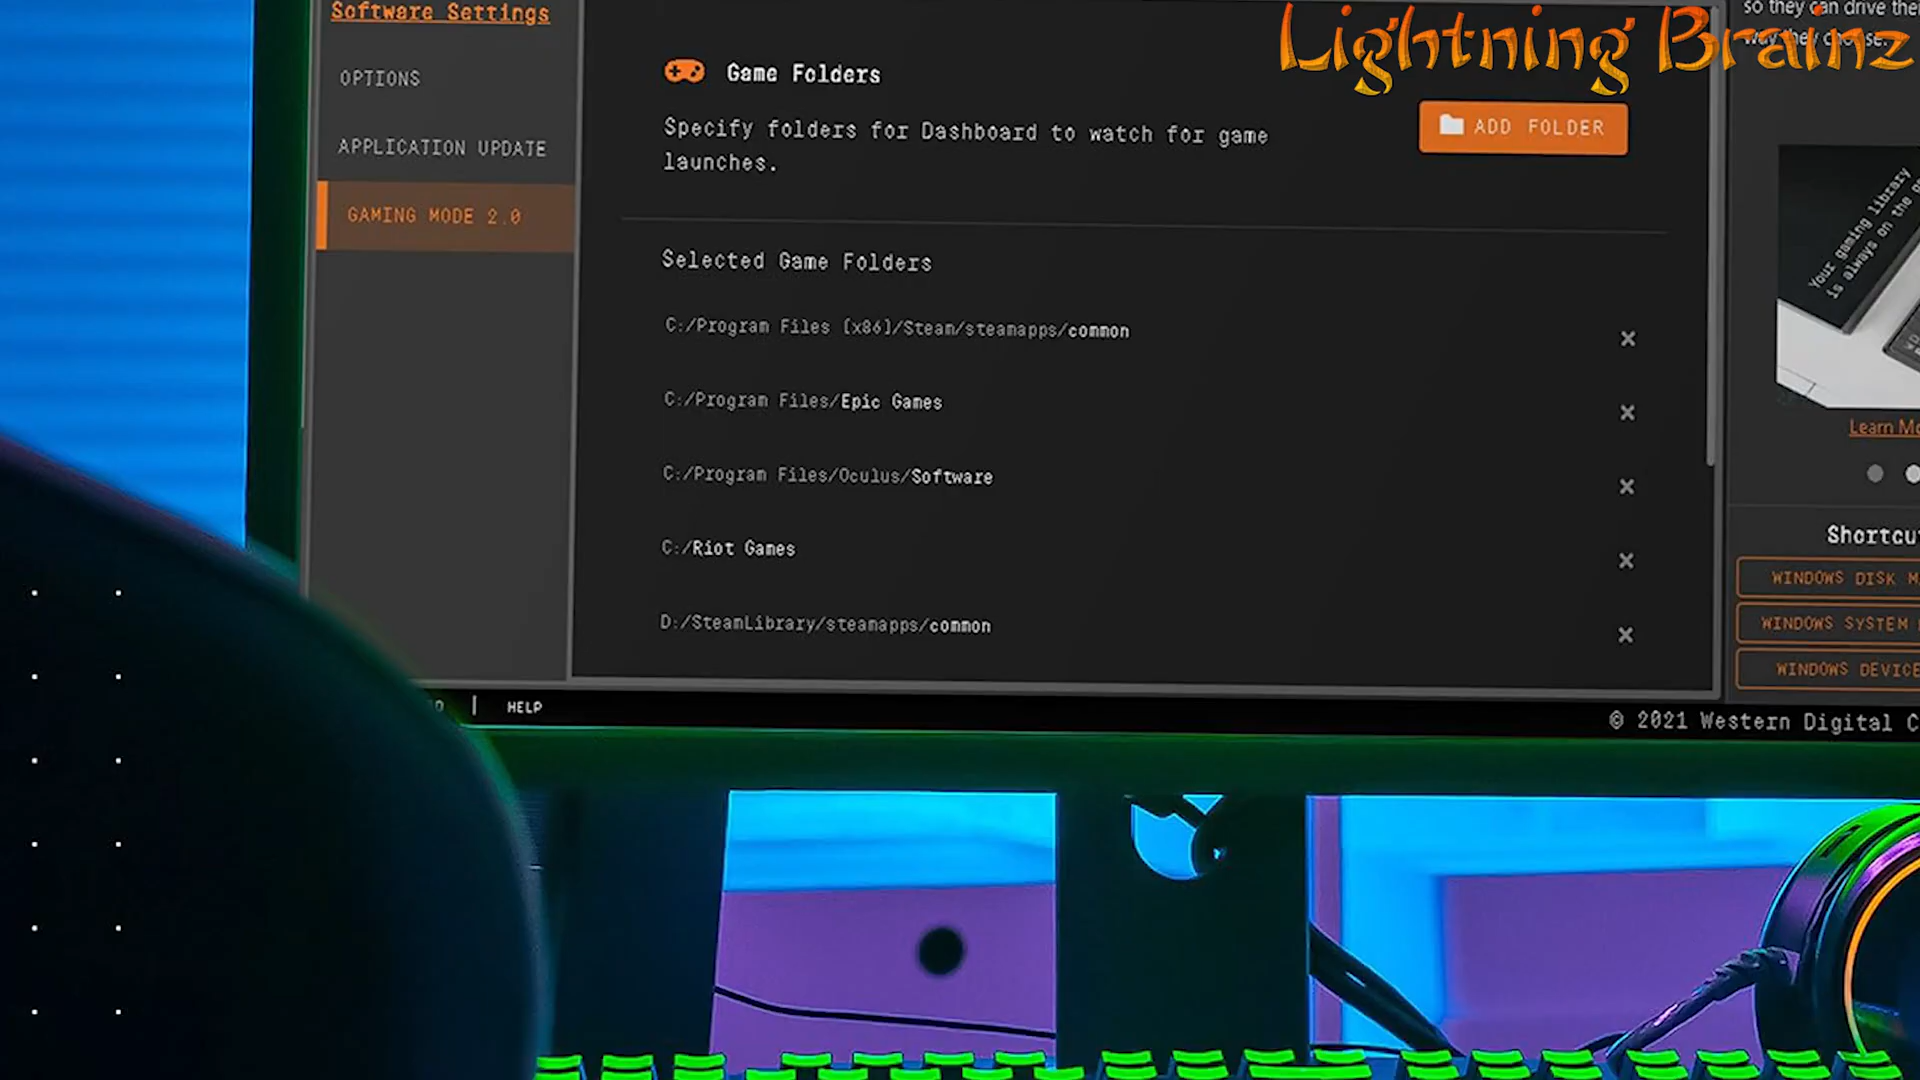 Software Settings
OPTIONS
APPLICATION UPDATE
GAMING MODE 2.0
Game Folders
Specify folders for Dashboard to watch for game
launches.
ADD FOLDER
Selected Game Folders
C:/Program Files [x86]/Steam/steamapps/common
C:/Program Files/Epic Games
C:/Program Files/Oculus/Software
C:/Riot Games
D:/SteamLibrary/steamapps/common
HELP
Lightning Brainz
so they can drive
way they choose.
Your gaming library
is always on the
Learn
WINDOWS DISK
WINDOWS SYSTEM
WINDOWS
© 2021 Western Digital